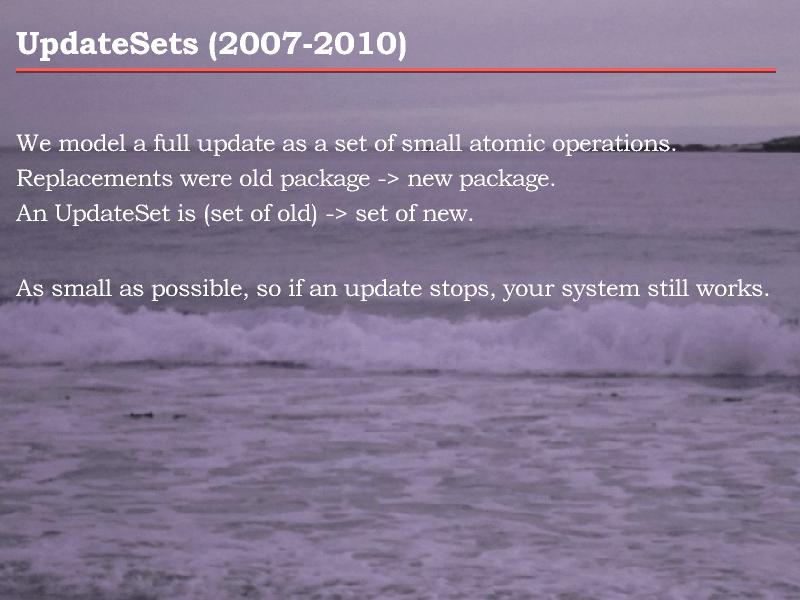 UpdateSets (2007-2010)
We model a full update as a set of small atomic operations.
Replacements were old package -> new package.
An UpdateSet is (set of old) -> set of new.
As small as possible, so if an update stops, your system still works.